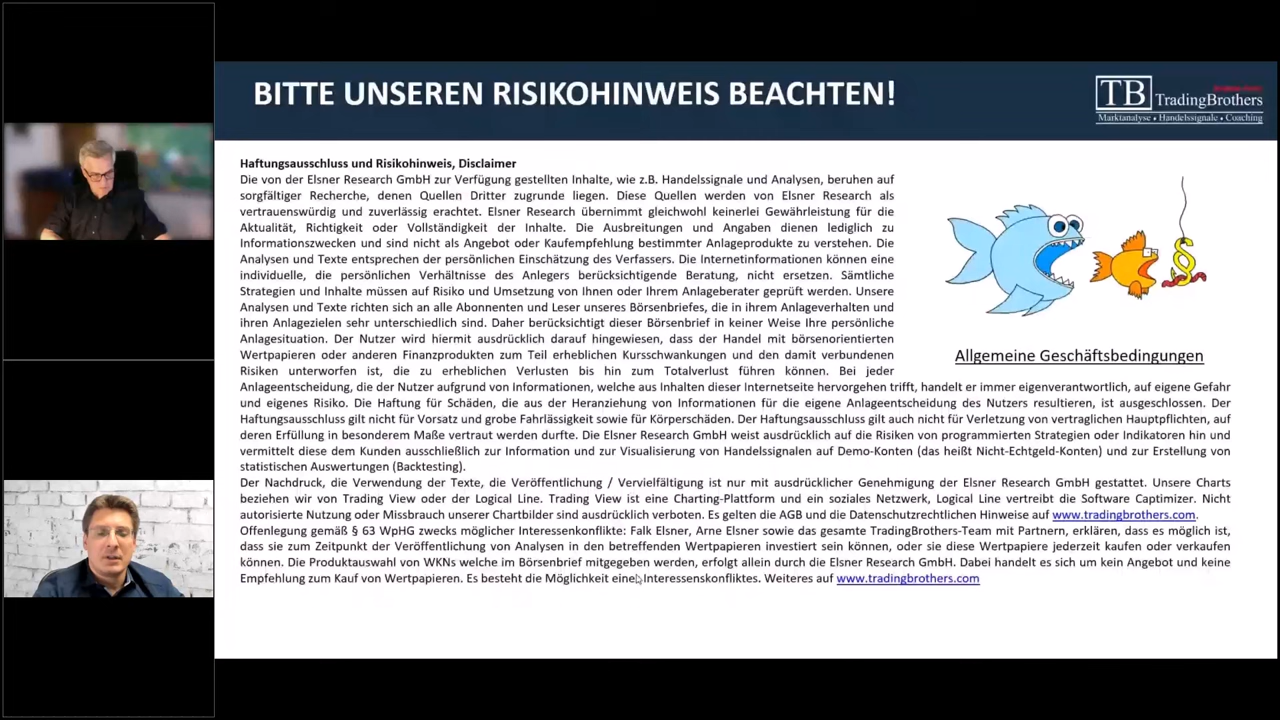 BITTE UNSEREN RISIKOHINWEIS BEACHTEN!
TB
TradingBrothers
Marktanalyse • Handelssignale • Coaching
Haftungsausschluss und Risikohinweis, Disclaimer
Die von der Elsner Research GmbH zur Verfügung gestellten Inhalte, wie z.B. Handelssignale und Analysen, beruhen auf
sorgfältiger Recherche, denen Quellen Dritter zugrunde liegen. Diese Quellen werden von Elsner Research als
vertrauenswürdig und zuverlässig erachtet. Elsner Research übernimmt gleichwohl keinerlei Gewährleistung für die
Aktualität, Richtigkeit oder Vollständigkeit der Inhalte. Die Ausbreitungen und Angaben dienen lediglich zu
Informationszwecken und sind nicht als Angebot oder Kaufempfehlung bestimmter Anlageprodukte zu verstehen. Die
Analysen und Texte entsprechen der persönlichen Einschätzung des Verfassers. Die Internetinformationen können eine
individuelle, die persönlichen Verhältnisse des Anlegers berücksichtigende Beratung, nicht ersetzen. Sämtliche
Strategien und Inhalte müssen auf Risiko und Umsetzung von Ihnen oder Ihrem Anlageberater geprüft werden. Unsere
Analysen und Texte richten sich an alle Abonnenten und Leser unseres Börsenbriefes, die in ihrem Anlageverhalten und
ihren Anlagezielen sehr unterschiedlich sind. Daher berücksichtigt dieser Börsenbrief in keiner Weise Ihre persönliche
Anlagesituation. Der Nutzer wird hiermit ausdrücklich darauf hingewiesen, dass der Handel mit börsenorientierten
Wertpapieren oder anderen Finanzprodukten zum Teil erheblichen Kursschwankungen und den damit verbundenen
Risiken unterworfen ist, die zu erheblichen Verlusten bis hin zum Totalverlust führen können. Bei jeder
Anlageentscheidung, die der Nutzer aufgrund von Informationen, welche aus Inhalten dieser Internetseite hervorgehen trifft, handelt er immer eigenverantwortlich, auf eigene Gefahr
und eigenes Risiko. Die Haftung für Schäden, die aus der Heranziehung von Informationen für die eigene Anlageentscheidung des Nutzers resultieren, ist ausgeschlossen. Der
Haftungsausschluss gilt nicht für Vorsatz und grobe Fahrlässigkeit sowie für Körperschäden. Der Haftungsausschluss gilt auch nicht für Verletzung von vertraglichen Hauptpflichten, auf
deren Erfüllung in besonderem Maße vertraut werden durfte. Die Elsner Research GmbH weist ausdrücklich auf die Risiken von programmierten Strategien oder Indikatoren hin und
vermittelt diese dem Kunden ausschließlich zur Information und zur Visualisierung von Handelssignalen auf Demo-Konten (das heißt Nicht-Echtgeld-Konten) und zur Erstellung von
statistischen Auswertungen (Backtesting).
Der Nachdruck, die Verwendung der Texte, die Veröffentlichung / Vervielfältigung ist nur mit ausdrücklicher Genehmigung der Elsner Research GmbH gestattet. Unsere Charts
beziehen wir von Trading View oder der Logical Line. Trading View ist eine Charting-Plattform und ein soziales Netzwerk, Logical Line vertreibt die Software Captimizer. Nicht
autorisierte Nutzung oder Missbrauch unserer Chartbilder sind ausdrücklich verboten. Es gelten die AGB und die Datenschutzrechtlichen Hinweise auf www.tradingbrothers.com.
Offenlegung gemäß § 63 WpHG zwecks möglicher Interessenkonflikte: Falk Elsner, Arne Elsner sowie das gesamte TradingBrothers-Team mit Partnern, erklären, dass es möglich ist,
dass sie zum Zeitpunkt der Veröffentlichung von Analysen in den betreffenden Wertpapieren investiert sein können, oder sie diese Wertpapiere jederzeit kaufen oder verkaufen
können. Die Produktauswahl von WKNs welche im Börsenbrief mitgegeben werden, erfolgt allein durch die Elsner Research GmbH. Dabei handelt es sich um kein Angebot und keine
Empfehlung zum Kauf von Wertpapieren. Es besteht die Möglichkeit eines Interessenskonfliktes. Weiteres auf www.tradingbrothers.com
§
Allgemeine Geschäftsbedingungen